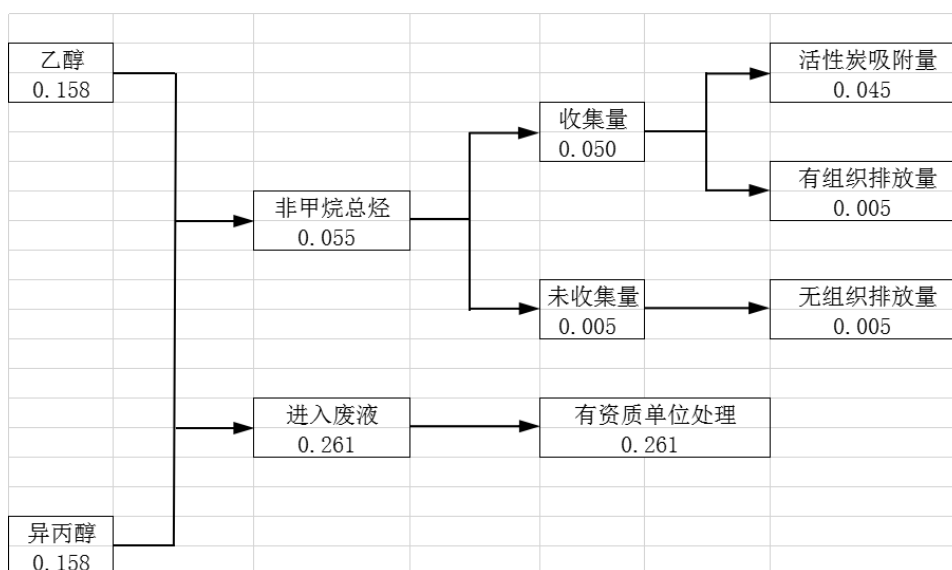 乙醇
0.158
活性炭吸附量
0.045
收集量
0.050
有组织排放量
0.005
非甲烷总烃
0.055
未收集量
0.005
无组织排放量
0.005
进入废液
0.261
有资质单位处理
0.261
异丙醇
0.158